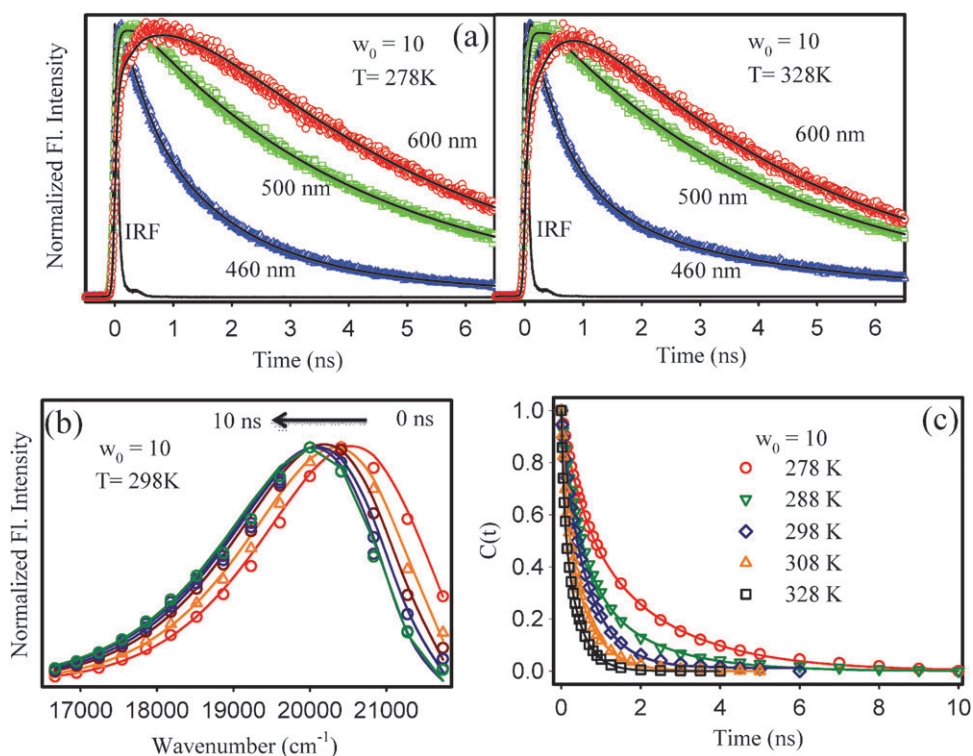 Normalized Fl. Intensity
w0 = 10
T= 278K
(a)
600 nm
500 nm
IRF
460 nm
w0 = 10
T= 328K
600 nm
500 nm
IRF
460 nm
0 1 2 3 4 5 6
0 1 2 3 4 5 6
Time (ns)
Time (ns)
Normalized Fl. Intensity
(b)
10 ns
0 ns
w0 = 10
T= 298K
17000 18000 19000 20000 21000
Wavenumber (cm-1)
C(t)
(c)
w0 = 10
278 K
288 K
298 K
308 K
328 K
1.0
0.8
0.6
0.4
0.2
0.0
0 2 4 6 8 10
Time (ns)